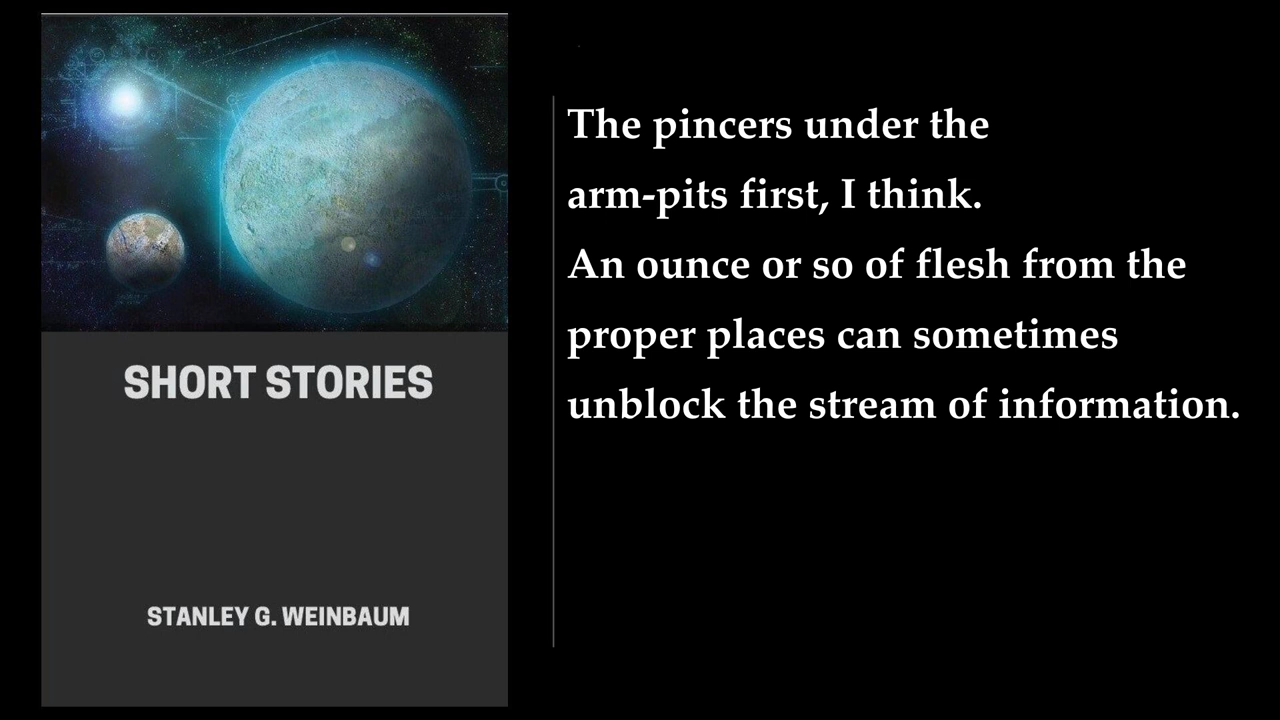 SHORT STORIES
STANLEY G. WEINBAUM
The pincers under the
arm-pits first, I think.
An ounce or so of flesh from the
proper places can sometimes
unblock the stream of information.